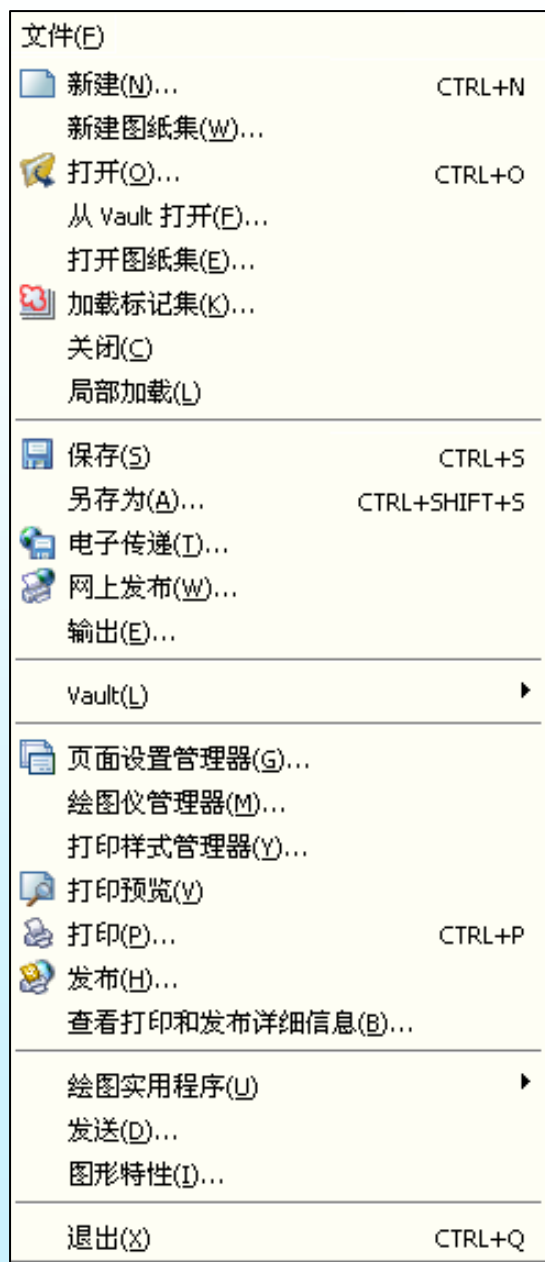 文件(F)
新建(N)... CTRL+N
新建图纸集(W)...
打开(O)... CTRL+O
从 Vault 打开(F)...
打开图纸集(E)...
加载标记集(K)...
关闭(C)
局部加载(L)
保存(S) CTRL+S
另存为(A)... CTRL+SHIFT+S
电子传递(T)...
网上发布(W)...
输出(E)...
Vault(L)
页面设置管理器(G)...
绘图仪管理器(M)...
打印样式管理器(Y)...
打印预览(V)
打印(P)... CTRL+P
发布(H)...
查看打印和发布详细信息(B)...
绘图实用程序(U)
发送(D)...
图形特性(I)...
退出(X) CTRL+Q